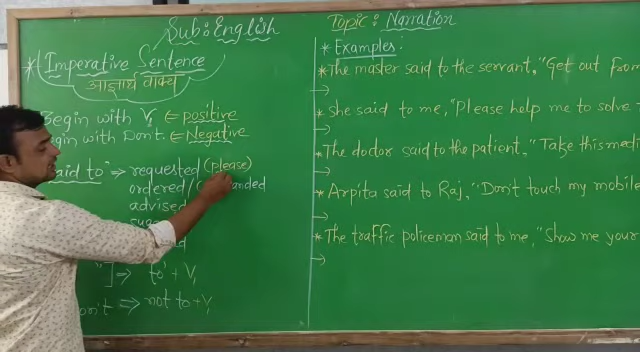 Sub: English
Topic: Narration
* Imperative Sentence
आज्ञार्थ वाक्य
Begin with V₁ ⇐ positive
Begin with Don't. ⇐ Negative
said to" ⇒ requested (please)
ordered/
advised
"] ⇒ to + V₁
Don't ⇒ not to + V₁
* Examples:
* The master said to the servant, "Get out from
→
* She said to me, "Please help me to solve
→
* The doctor said to the patient, "Take this medi
→
* Arpita said to Raj, "Don't touch my mobile
→
* The traffic policeman said to me, "Show me your
→